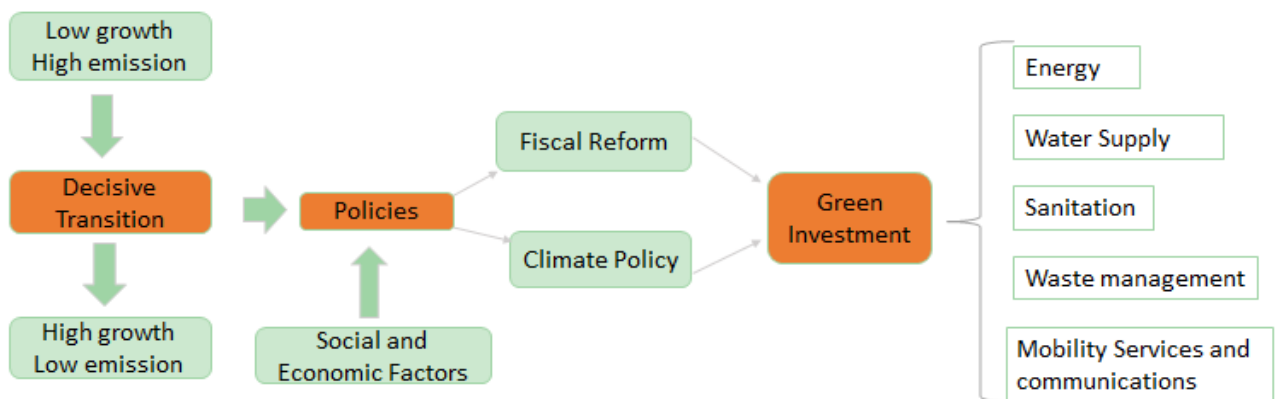 Low growth
High emission
Decisive
Transition
High growth
Low emission
Policies
Social and
Economic Factors
Fiscal Reform
Climate Policy
Green
Investment
Energy
Water Supply
Sanitation
Waste management
Mobility Services and
communications